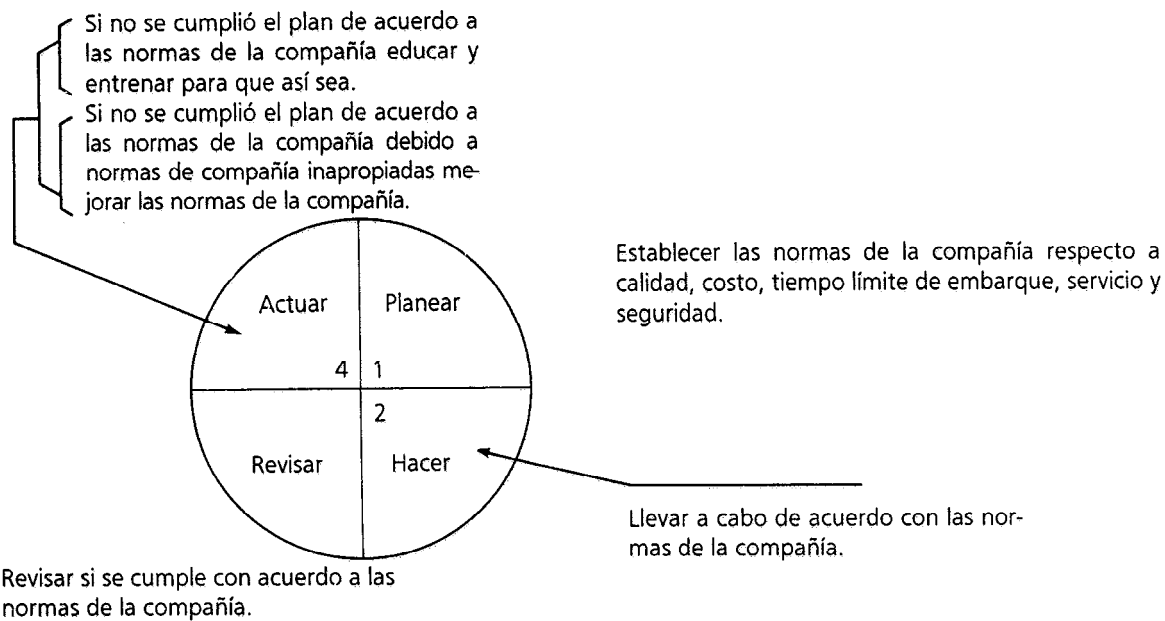 Si no se cumplió el plan de acuerdo a
las normas de la compañía educar y
entrenar para que así sea.
Si no se cumplió el plan de acuerdo a
las normas de la compañía debido a
normas de compañía inapropiadas me-
jorar las normas de la compañía.
Establecer las normas de la compañía respecto a
calidad, costo, tiempo límite de embarque, servicio y
seguridad.
Actuar
Planear
4
1
2
Revisar
Hacer
Llevar a cabo de acuerdo con las nor-
mas de la compañía.
Revisar si se cumple con acuerdo a las
normas de la compañía.